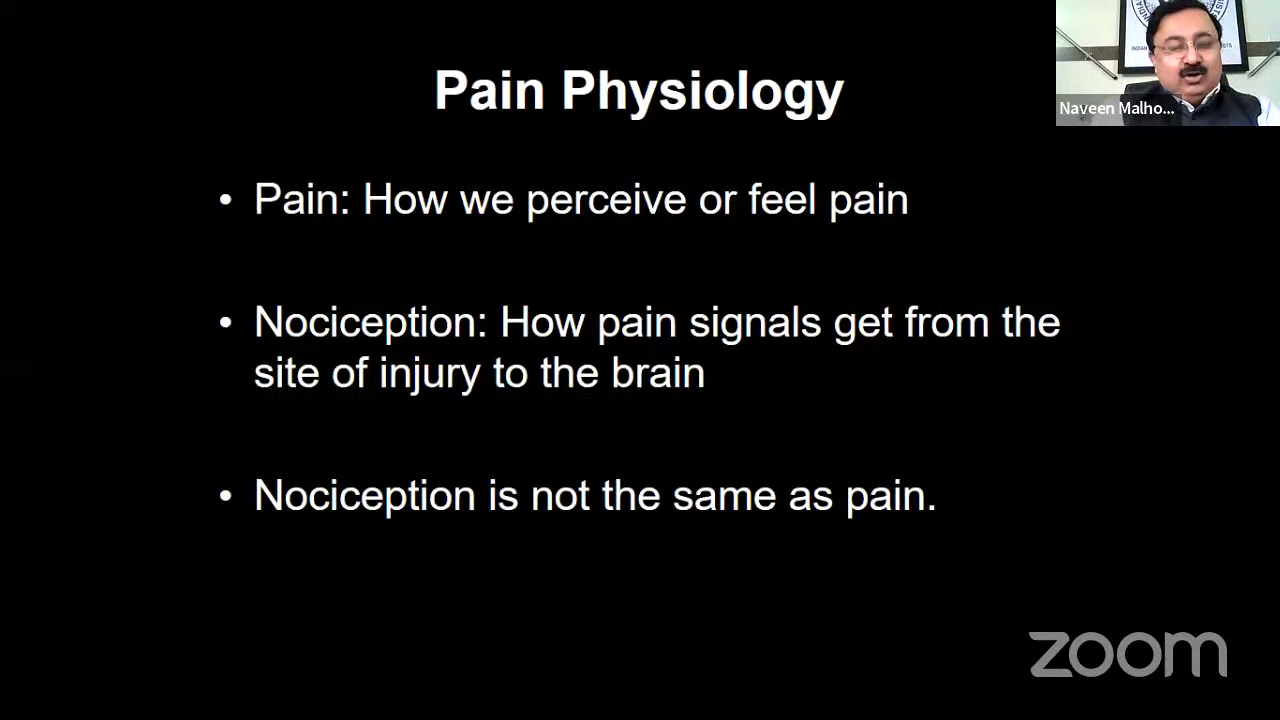 Pain Physiology
Naveen Malho...
• Pain: How we perceive or feel pain
• Nociception: How pain signals get from the
site of injury to the brain
• Nociception is not the same as pain.
zoom